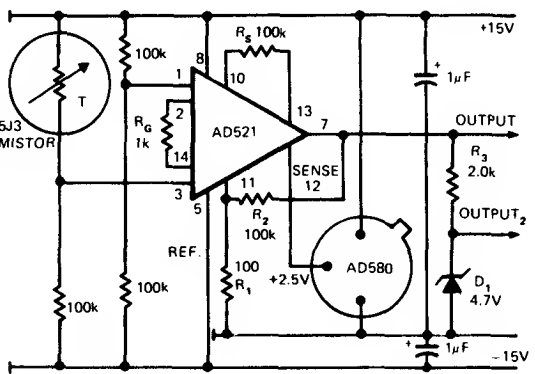 +15V
100k
RS 100k
+
1µF
8
1
10
5J3
MISTOR
T
2
13
RG
1k
AD521
7
OUTPUT
14
SENSE
12
R3
2.0k
3
11
5
R2
100k
OUTPUT2
REF.
100
R1
+2.5V
AD580
D1
4.7V
100k
100k
+
1µF
−15V